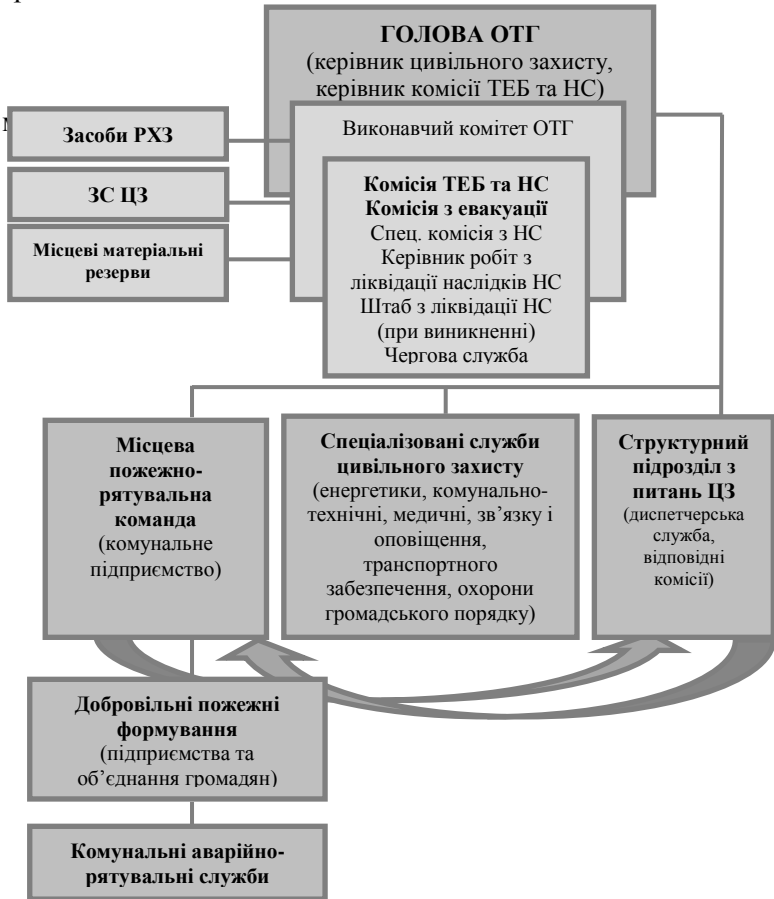 ГОЛОВА ОТГ
(керівник цивільного захисту,
керівник комісії ТЕБ та НС)
Виконавчий комітет ОТГ
Засоби РХЗ
ЗС ЦЗ
Місцеві матеріальні
резерви
Комісія ТЕБ та НС
Комісія з евакуації
Спец. комісія з НС
Керівник робіт з
ліквідації наслідків НС
Штаб з ліквідації НС
(при виникненні)
Чергова служба
Місцева
пожежно-
рятувальна
команда
(комунальне
підприємство)
Спеціалізовані служби
цивільного захисту
(енергетики, комунально-
технічні, медичні, зв’язку і
оповіщення,
транспортного
забезпечення, охорони
громадського порядку)
Структурний
підрозділ з
питань ЦЗ
(диспетчерська
служба,
відповідні
комісії)
Добровільні пожежні
формування
(підприємства та
об’єднання громадян)
Комунальні аварійно-
рятувальні служби